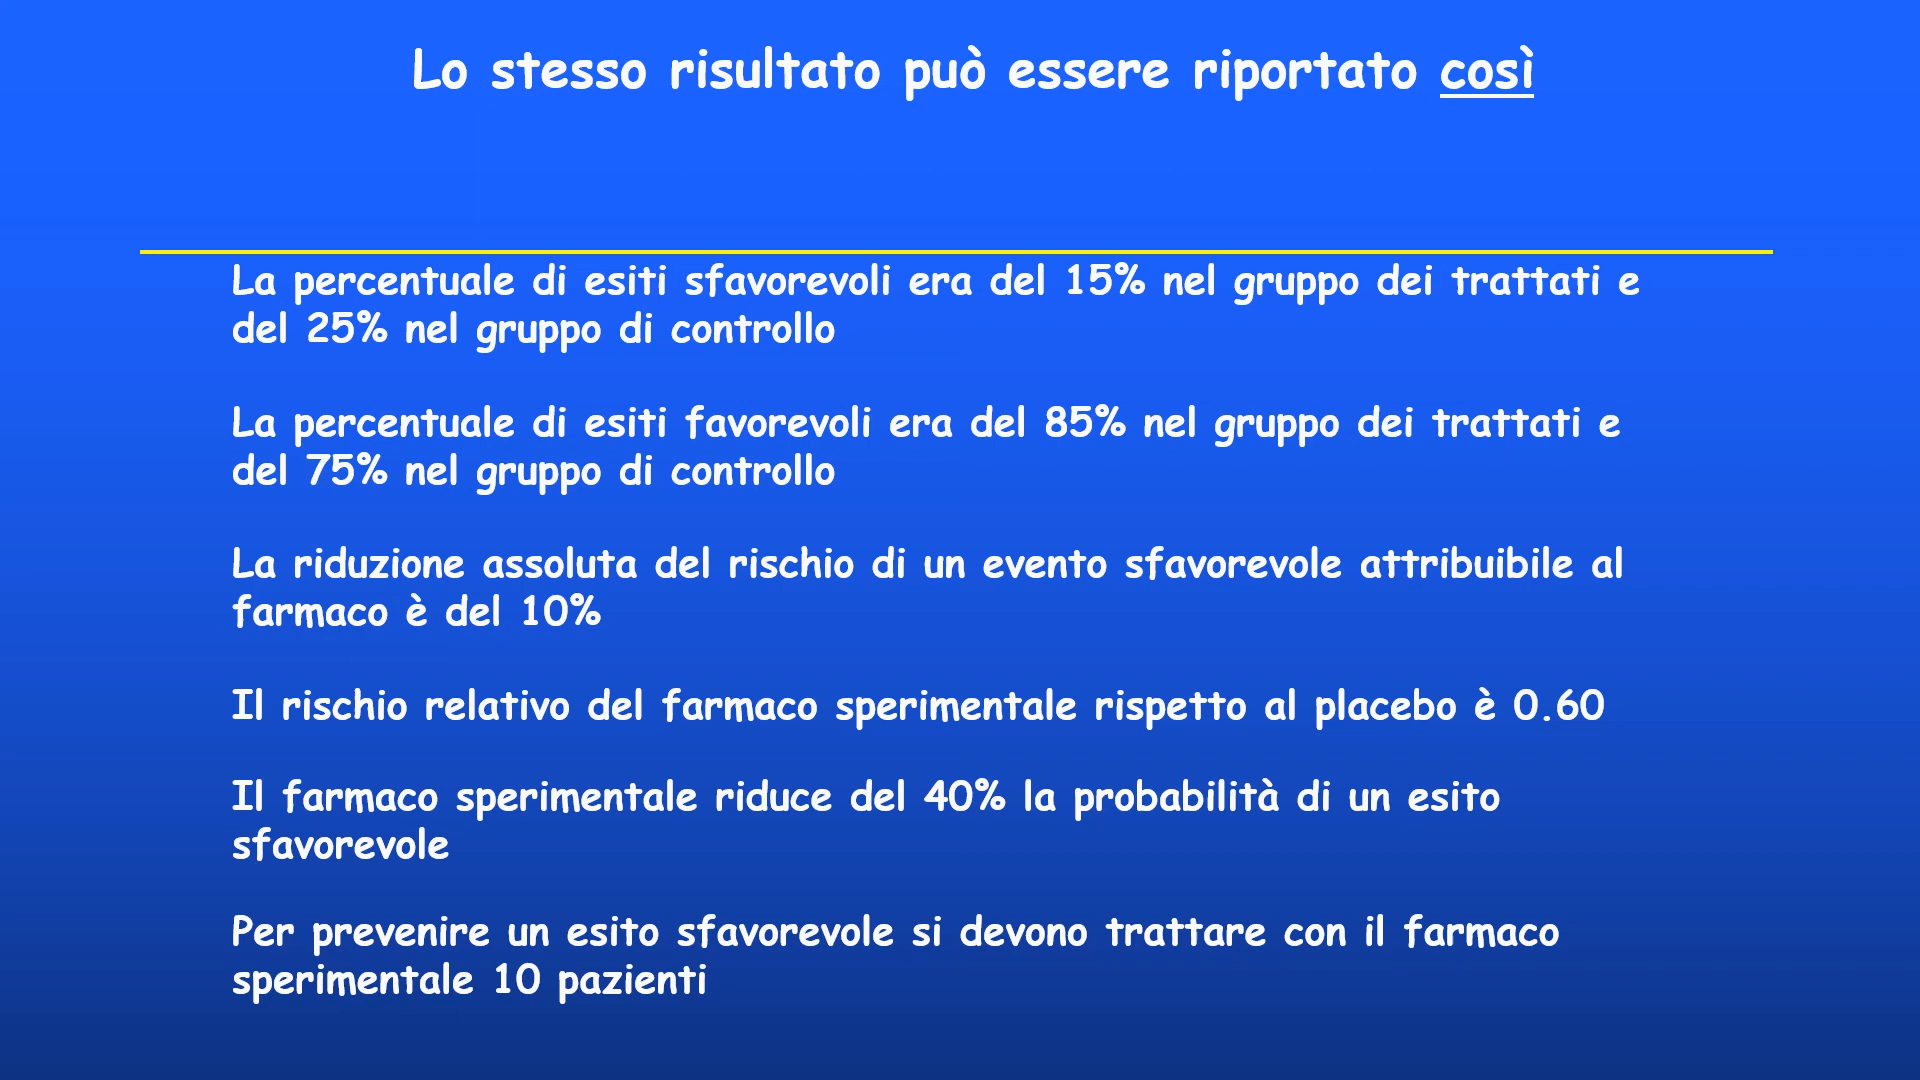 Lo stesso risultato può essere riportato così
La percentuale di esiti sfavorevoli era del 15% nel gruppo dei trattati e
del 25% nel gruppo di controllo
La percentuale di esiti favorevoli era del 85% nel gruppo dei trattati e
del 75% nel gruppo di controllo
La riduzione assoluta del rischio di un evento sfavorevole attribuibile al
farmaco è del 10%
Il rischio relativo del farmaco sperimentale rispetto al placebo è 0.60
Il farmaco sperimentale riduce del 40% la probabilità di un esito
sfavorevole
Per prevenire un esito sfavorevole si devono trattare con il farmaco
sperimentale 10 pazienti